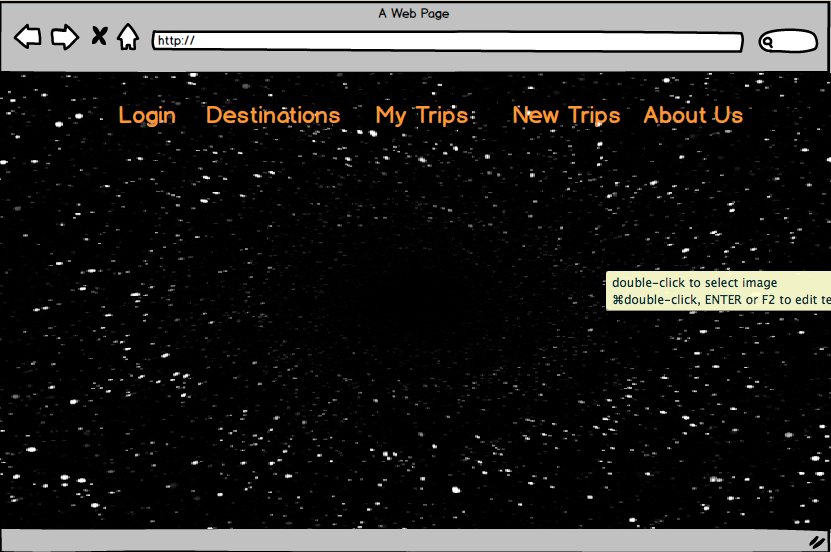 A Web Page
http://
Login Destinations My Trips New Trips About Us
double-click to select image
⌘double-click, ENTER or F2 to edit te